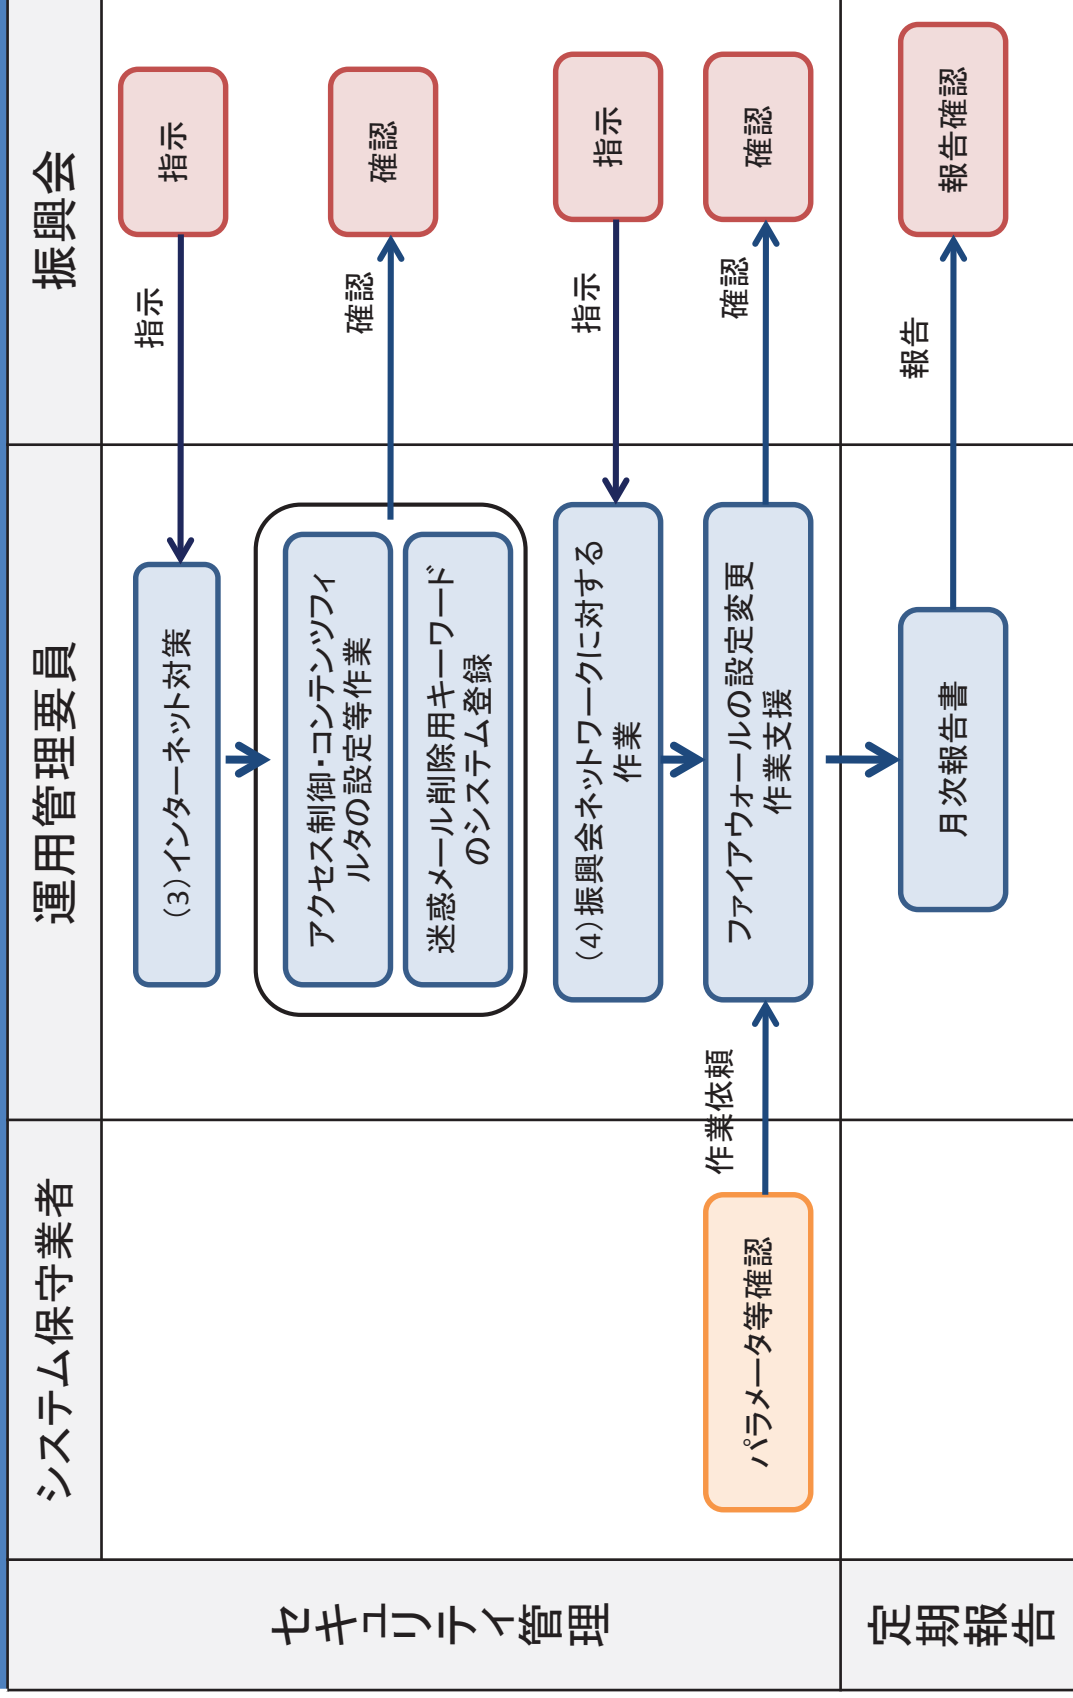 システム保守業者
運用管理要員
振興会
セキュリティ管理
(3)インターネット対策
指示
指示
アクセス制御・コンテンツフィ
ルタの設定等作業
迷惑メール削除用キーワード
のシステム登録
確認
確認
(4)振興会ネットワークに対する
作業
指示
指示
パラメータ等確認
作業依頼
ファイアウォールの設定変更
作業支援
確認
確認
定期報告
月次報告書
報告
報告確認